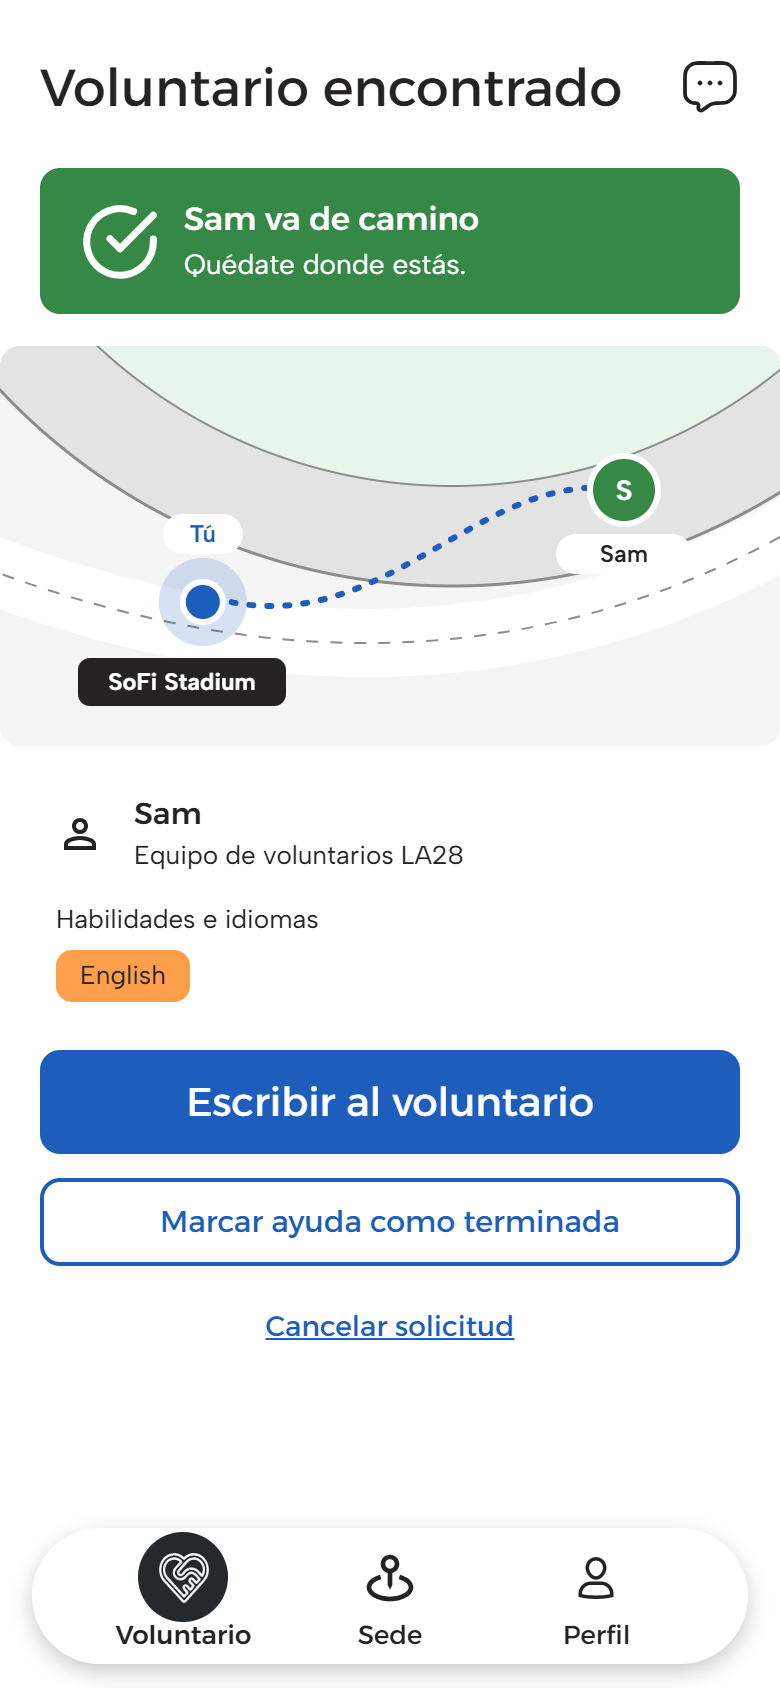 Voluntario encontrado
Sam va de camino
Quédate donde estás.
S
Tú
Sam
SoFi Stadium
Sam
Equipo de voluntarios LA28
Habilidades e idiomas
English
Escribir al voluntario
Marcar ayuda como terminada
Cancelar solicitud
Voluntario
Sede
Perfil